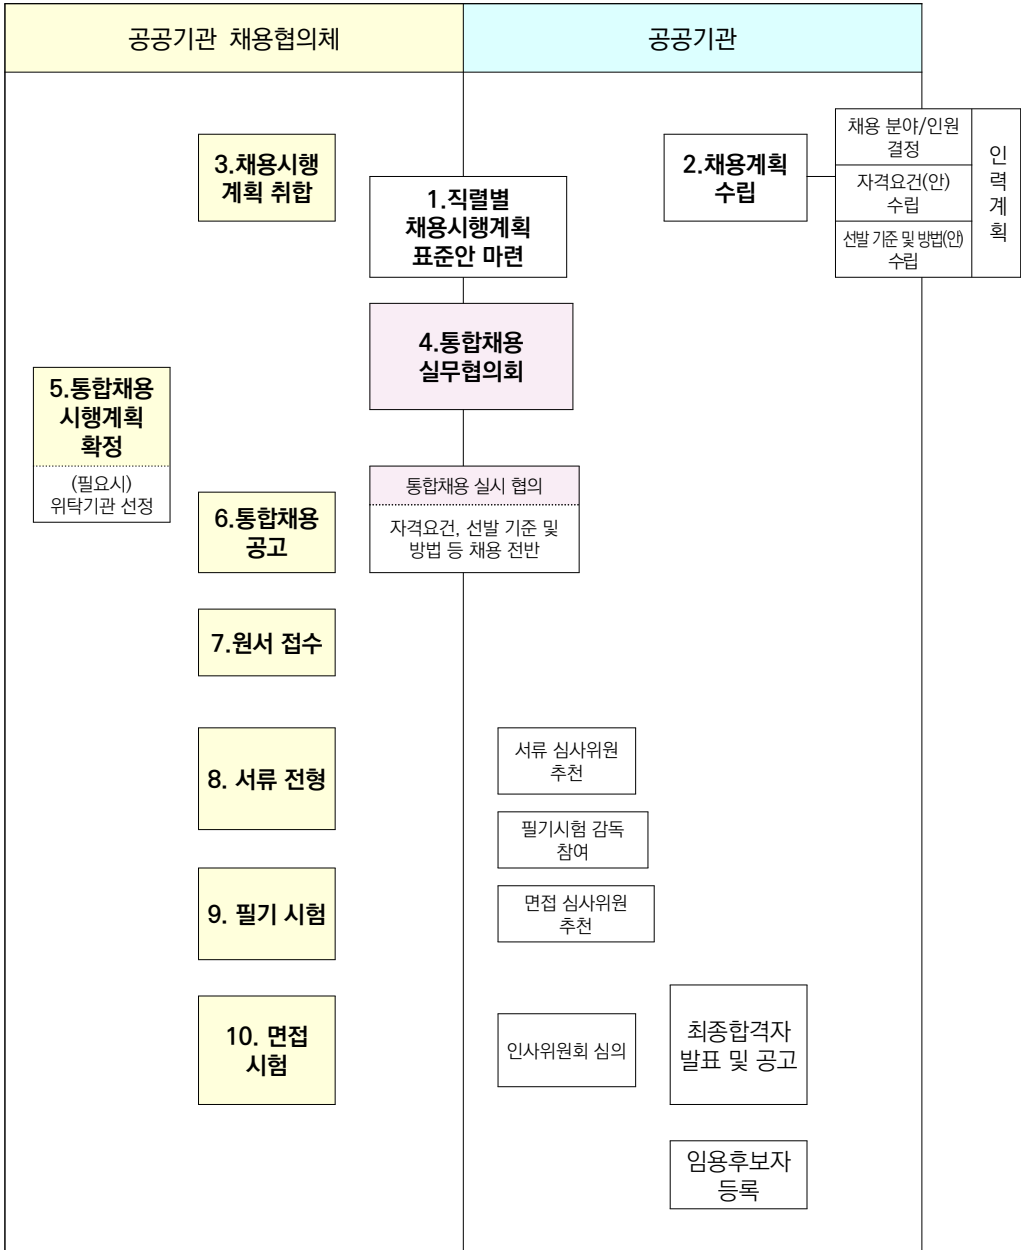 공공기관 채용협의체
공공기관
채용 분야/인원
결정
자격요건(안)
수립
선발 기준 및 방법(안)
수립
인
력
계
획
2.채용계획
수립
3.채용시행
계획 취합
1.직렬별
채용시행계획
표준안 마련
4.통합채용
실무협의회
5.통합채용
시행계획
확정
(필요시)
위탁기관 선정
통합채용 실시 협의
자격요건, 선발 기준 및
방법 등 채용 전반
6.통합채용
공고
7.원서 접수
8. 서류 전형
서류 심사위원
추천
필기시험 감독
참여
9. 필기 시험
면접 심사위원
추천
10. 면접
시험
인사위원회 심의
최종합격자
발표 및 공고
임용후보자
등록